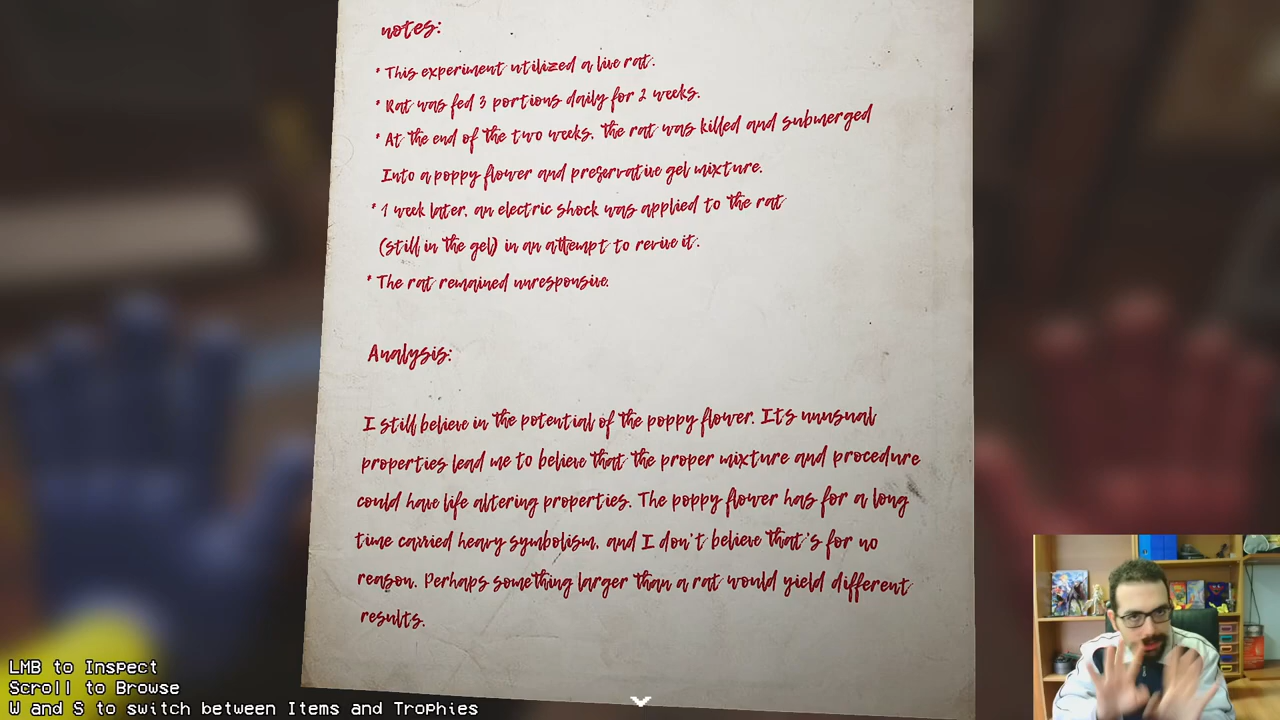 notes:
* This experiment utilized a live rat.
* Rat was fed 3 portions daily for 2 weeks.
* At the end of the two weeks, the rat was killed and submerged
Into a poppy flower and preservative gel mixture.
* 1 week later, an electric shock was applied to the rat
(still in the gel) in an attempt to revive it.
* The rat remained unresponsive.
Analysis:
I still believe in the potential of the poppy flower. Its unusual
properties lead me to believe that the proper mixture and procedure
could have life altering properties. The poppy flower has for a long
time carried heavy symbolism, and I don't believe that's for no
reason. Perhaps something larger than a rat would yield different
results.
LMB to Inspect
Scroll to Browse
W and S to switch between Items and Trophies